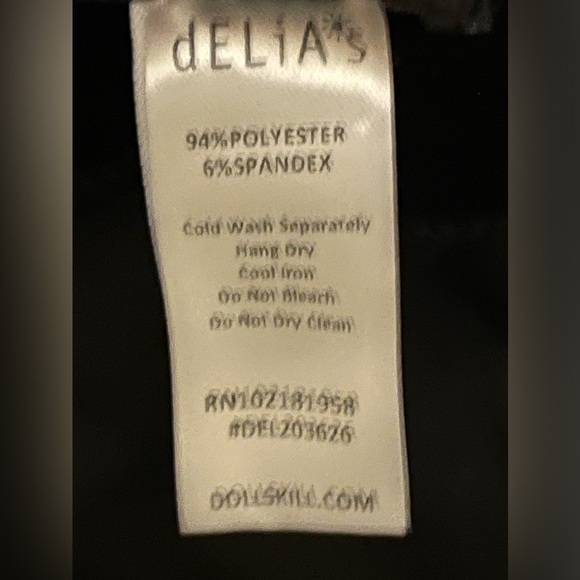 dELiA*s
94%POLYESTER
6%SPANDEX
Cold Wash Separately
Hang Dry
Cool Iron
Do Not Bleach
Do Not Dry Clean
RN102181958
#DEL203626
DOLLSKILL.COM